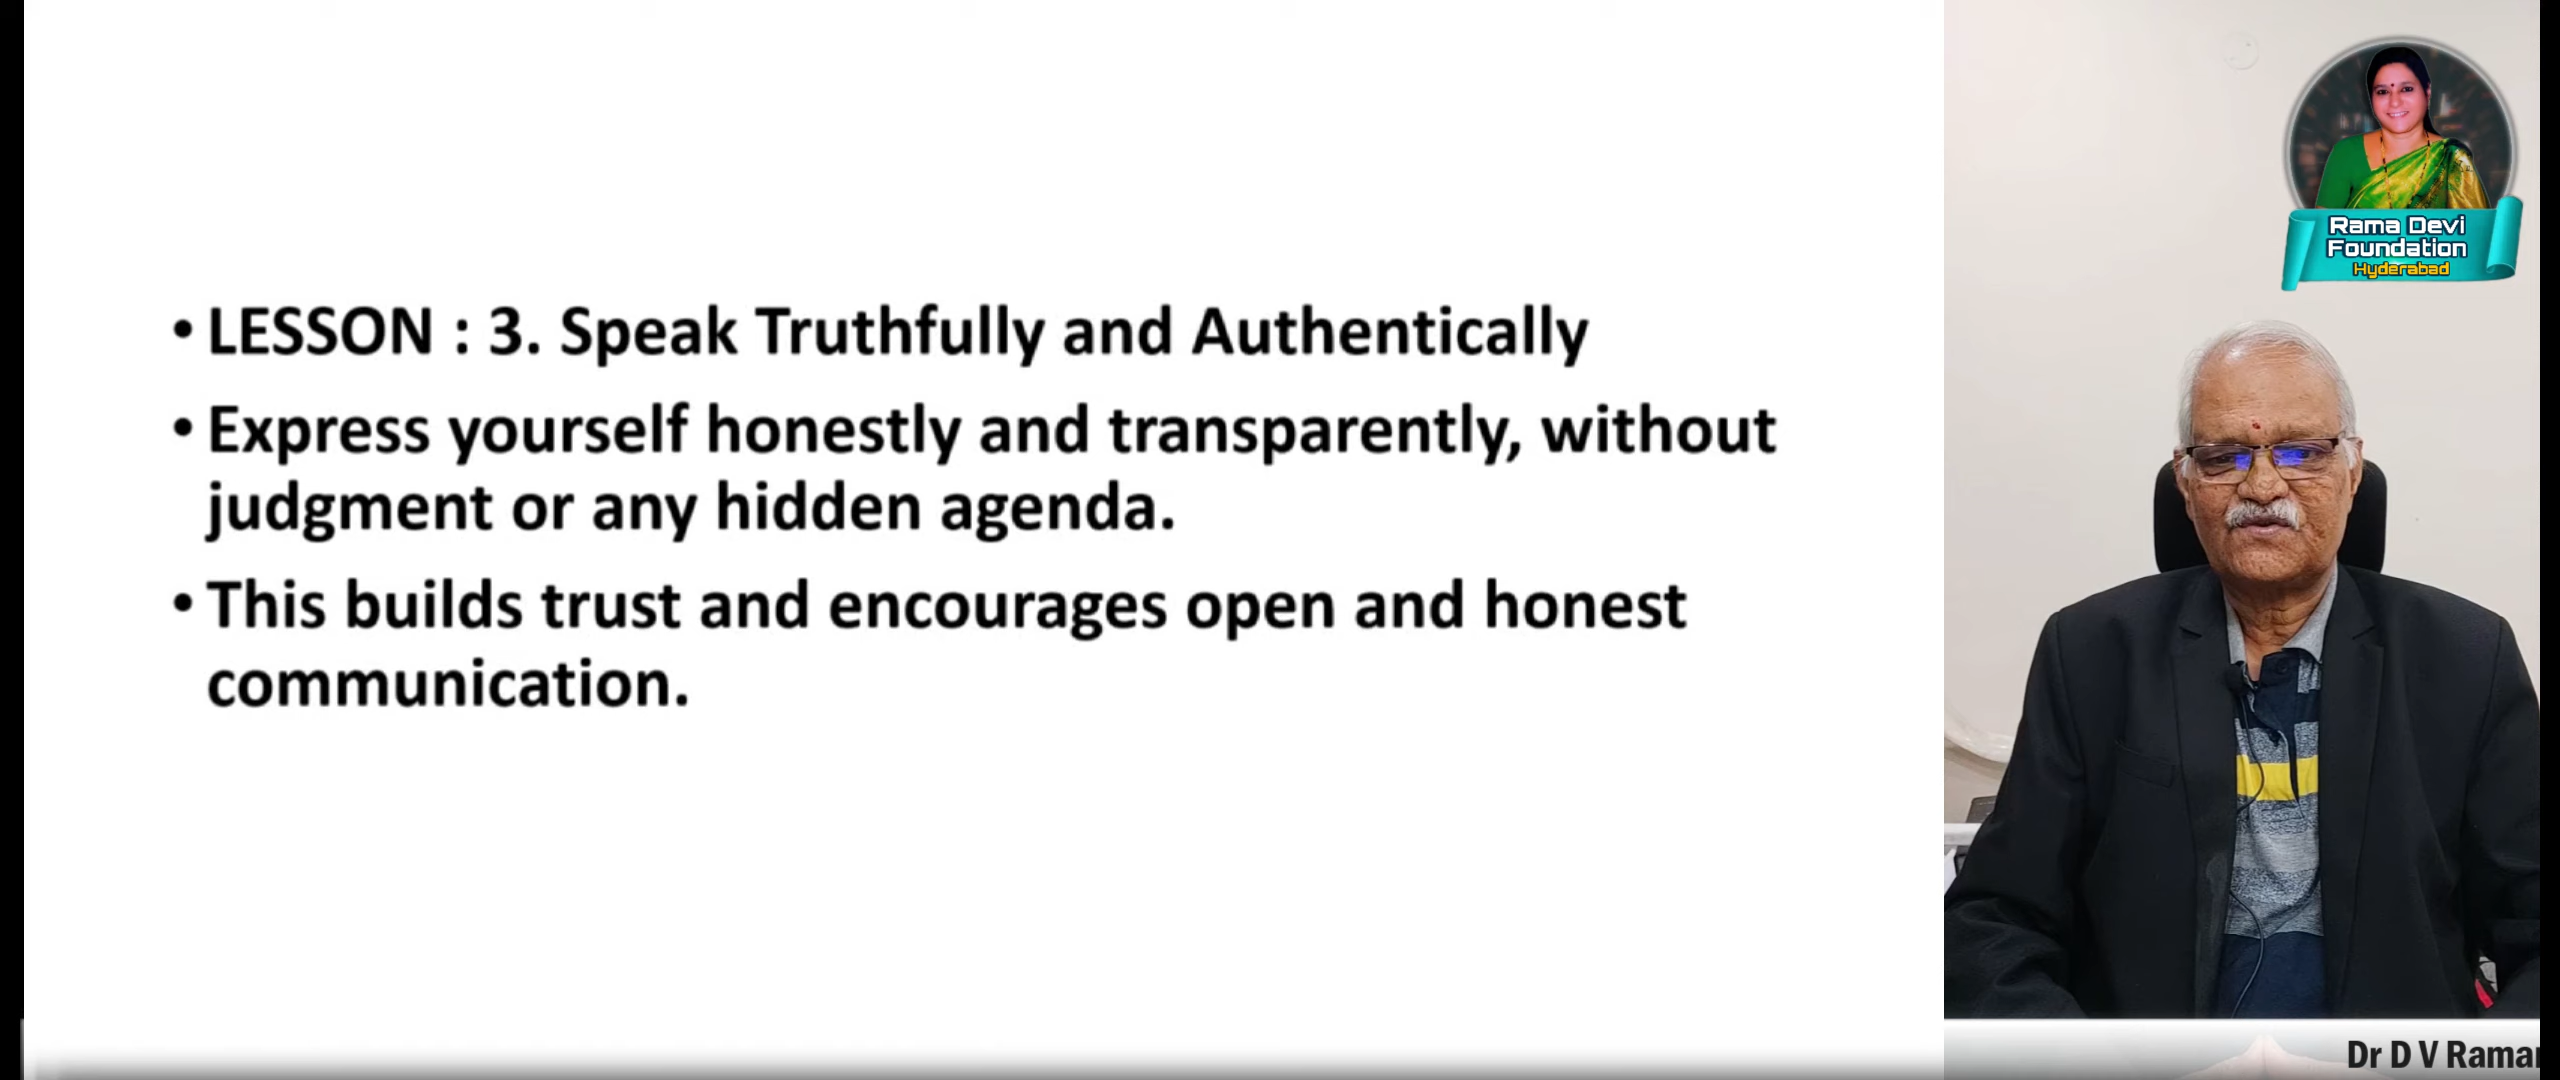 • LESSON : 3. Speak Truthfully and Authentically
• Express yourself honestly and transparently, without
judgment or any hidden agenda.
• This builds trust and encourages open and honest
communication.
Rama Devi
Foundation
Hyderabad
Dr D V